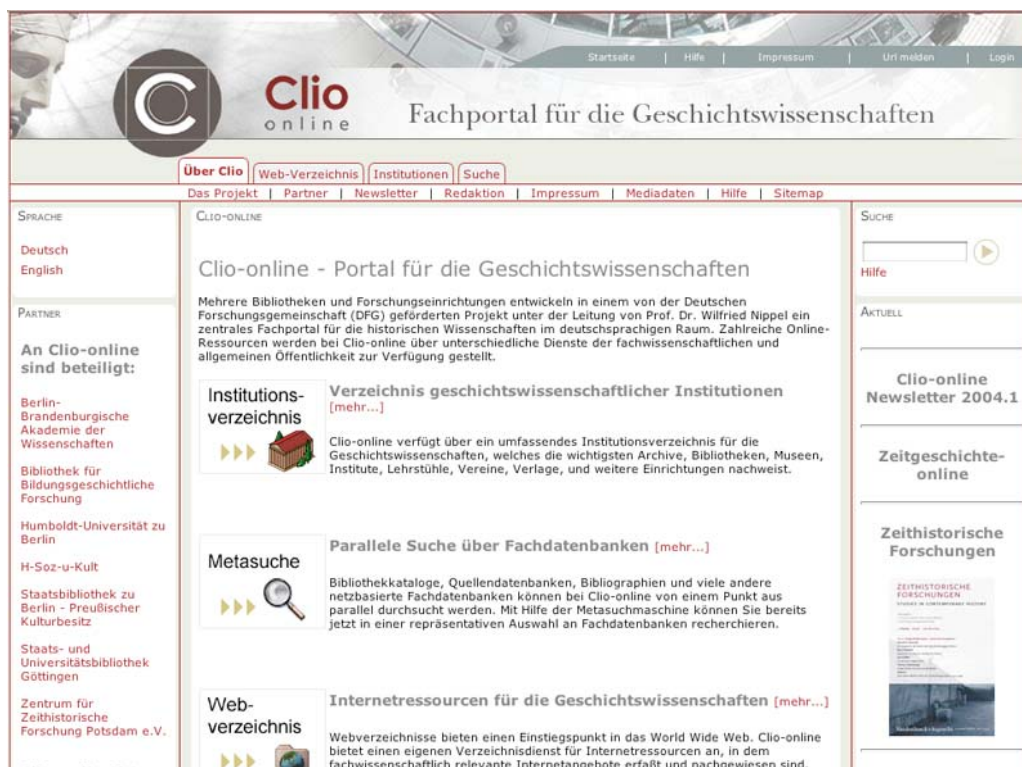 Startseite | Hilfe | Impressum | Url melden | Login
C
Clio
online
Fachportal für die Geschichtswissenschaften
Über Clio Web-Verzeichnis Institutionen Suche
Das Projekt | Partner | Newsletter | Redaktion | Impressum | Mediadaten | Hilfe | Sitemap
SPRACHE
Deutsch
English
PARTNER
An Clio-online
sind beteiligt:
Berlin-
Brandenburgische
Akademie der
Wissenschaften
Bibliothek für
Bildungsgeschichtliche
Forschung
Humboldt-Universität zu
Berlin
H-Soz-u-Kult
Staatsbibliothek zu
Berlin - Preußischer
Kulturbesitz
Staats- und
Universitätsbibliothek
Göttingen
Zentrum für
Zeithistorische
Forschung Potsdam e.V.
CLIO-ONLINE
Clio-online - Portal für die Geschichtswissenschaften
Mehrere Bibliotheken und Forschungseinrichtungen entwickeln in einem von der Deutschen
Forschungsgemeinschaft (DFG) geförderten Projekt unter der Leitung von Prof. Dr. Wilfried Nippel ein
zentrales Fachportal für die historischen Wissenschaften im deutschsprachigen Raum. Zahlreiche Online-
Ressourcen werden bei Clio-online über unterschiedliche Dienste der fachwissenschaftlichen und
allgemeinen Öffentlichkeit zur Verfügung gestellt.
Institutions-
verzeichnis
Verzeichnis geschichtswissenschaftlicher Institutionen
[mehr...]
Clio-online verfügt über ein umfassendes Institutionsverzeichnis für die
Geschichtswissenschaften, welches die wichtigsten Archive, Bibliotheken, Museen,
Institute, Lehrstühle, Vereine, Verlage, und weitere Einrichtungen nachweist.
Metasuche
Parallele Suche über Fachdatenbanken [mehr...]
Bibliothekkataloge, Quellendatenbanken, Bibliographien und viele andere
netzbasierte Fachdatenbanken können bei Clio-online von einem Punkt aus
parallel durchsucht werden. Mit Hilfe der Metasuchmaschine können Sie bereits
jetzt in einer repräsentativen Auswahl an Fachdatenbanken recherchieren.
Web-
verzeichnis
Internetressourcen für die Geschichtswissenschaften [mehr...]
Webverzeichnisse bieten einen Einstiegspunkt in das World Wide Web. Clio-online
bietet einen eigenen Verzeichnisdienst für Internetressourcen an, in dem
fachwissenschaftlich relevante Internetangebote erfaßt und nachgewiesen sind.
SUCHE
Hilfe
AKTUELL
Clio-online
Newsletter 2004.1
Zeitgeschichte-
online
Zeithistorische
Forschungen
ZEITHISTORISCHE
FORSCHUNGEN
STUDIES IN CONTEMPORARY HISTORY